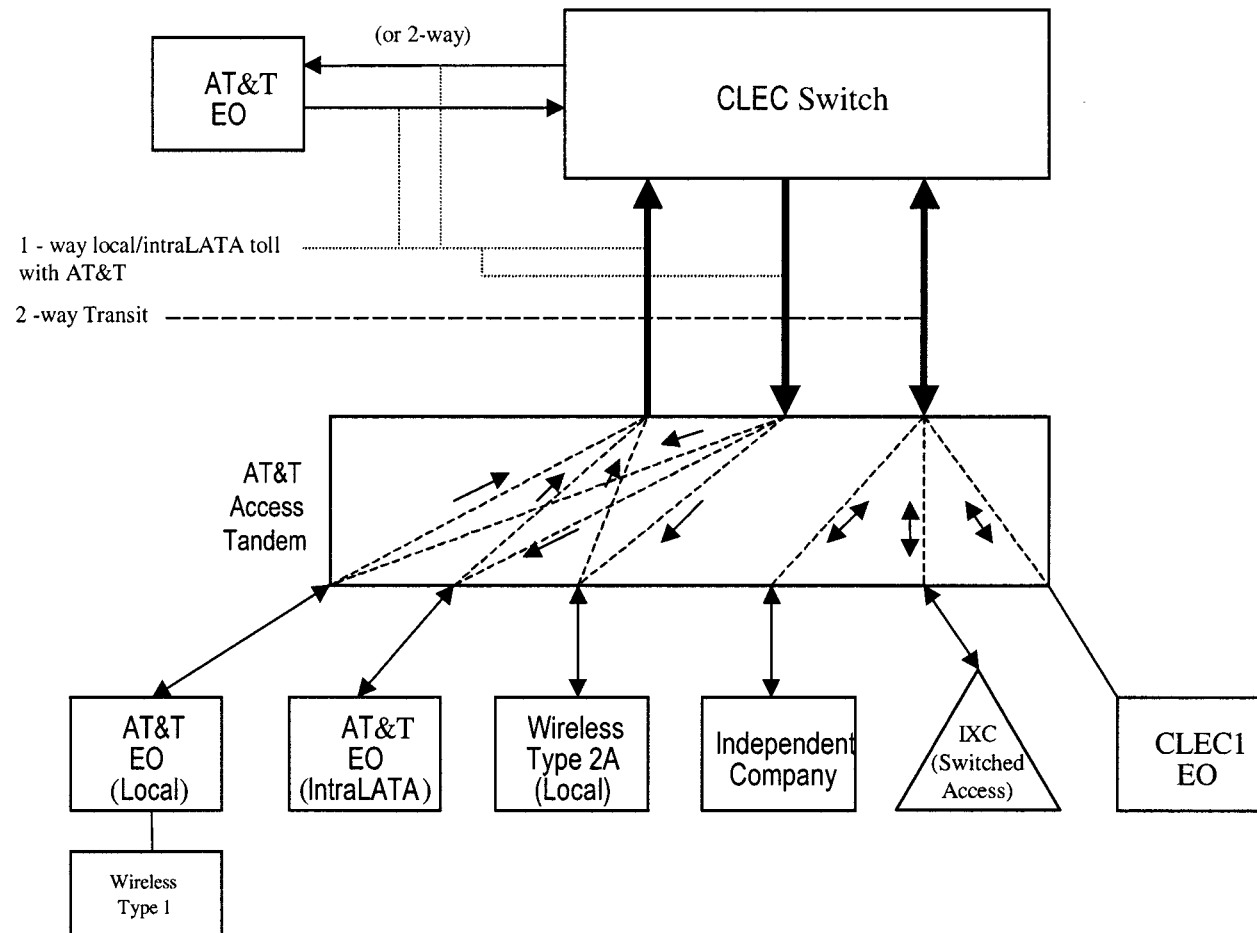 (or 2-way)
AT&T
EO
CLEC Switch
1 - way local/intraLATA toll
with AT&T
2 -way Transit
AT&T
Access
Tandem
AT&T
EO
(Local)
AT&T
EO
(IntraLATA)
Wireless
Type 2A
(Local)
Independent
Company
IXC
(Switched
Access)
CLEC1
EO
Wireless
Type 1